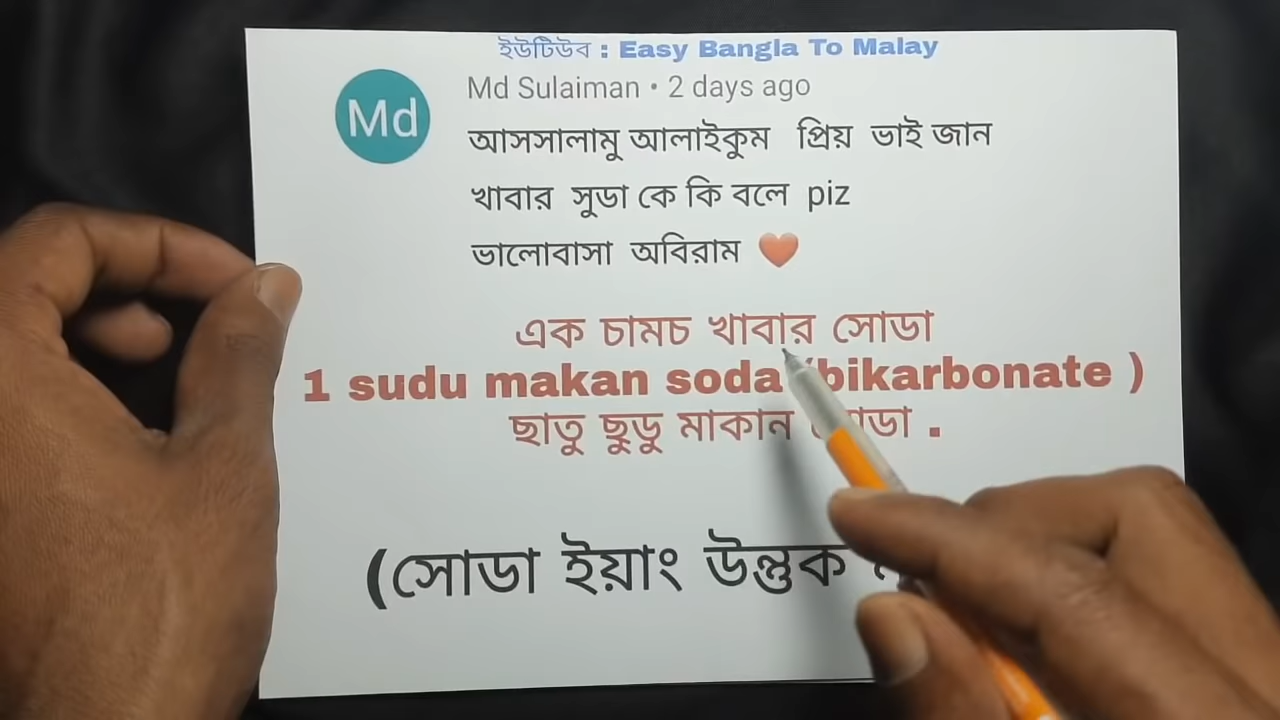 ইউটিউব : Easy Bangla To Malay
Md
Md Sulaiman • 2 days ago
আসসালামু আলাইকুম প্রিয় ভাই জান
খাবার সুডা কে কি বলে piz
ভালোবাসা অবিরাম ❤️
এক চামচ খাবার সোডা
1 sudu makan soda (bikarbonate )
ছাতু ছুডু মাকান .
(সোডা ইয়াং উন্তুক